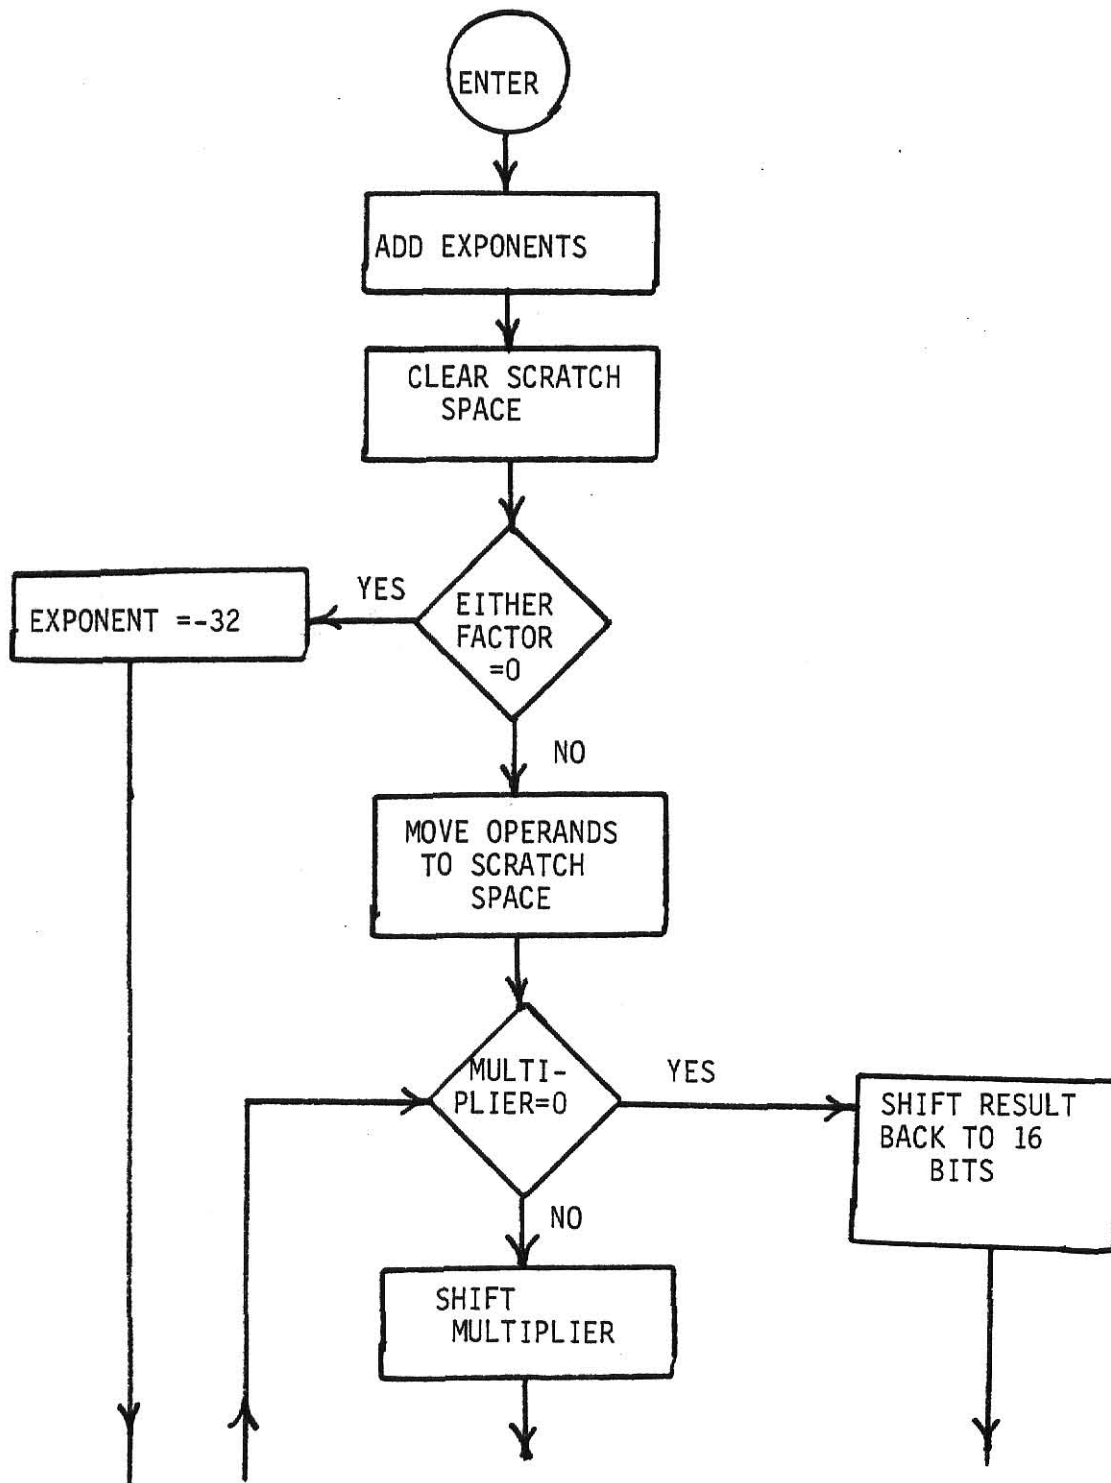 ENTER
ADD EXPONENTS
CLEAR SCRATCH
SPACE
YES
EXPONENT =-32
EITHER
FACTOR
=0
NO
MOVE OPERANDS
TO SCRATCH
SPACE
MULTI-
PLIER=0
YES
SHIFT RESULT
BACK TO 16
BITS
NO
SHIFT
MULTIPLIER